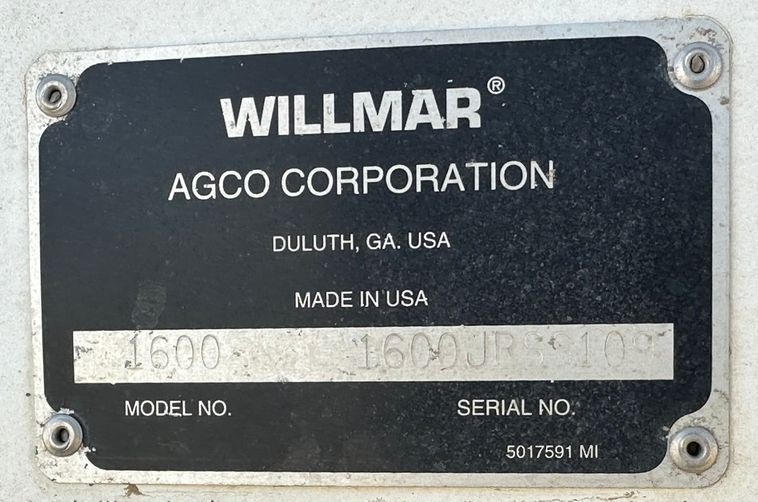 WILLMAR®
AGCO CORPORATION
DULUTH, GA. USA
MADE IN USA
1600
MODEL NO. SERIAL NO.
5017591 MI